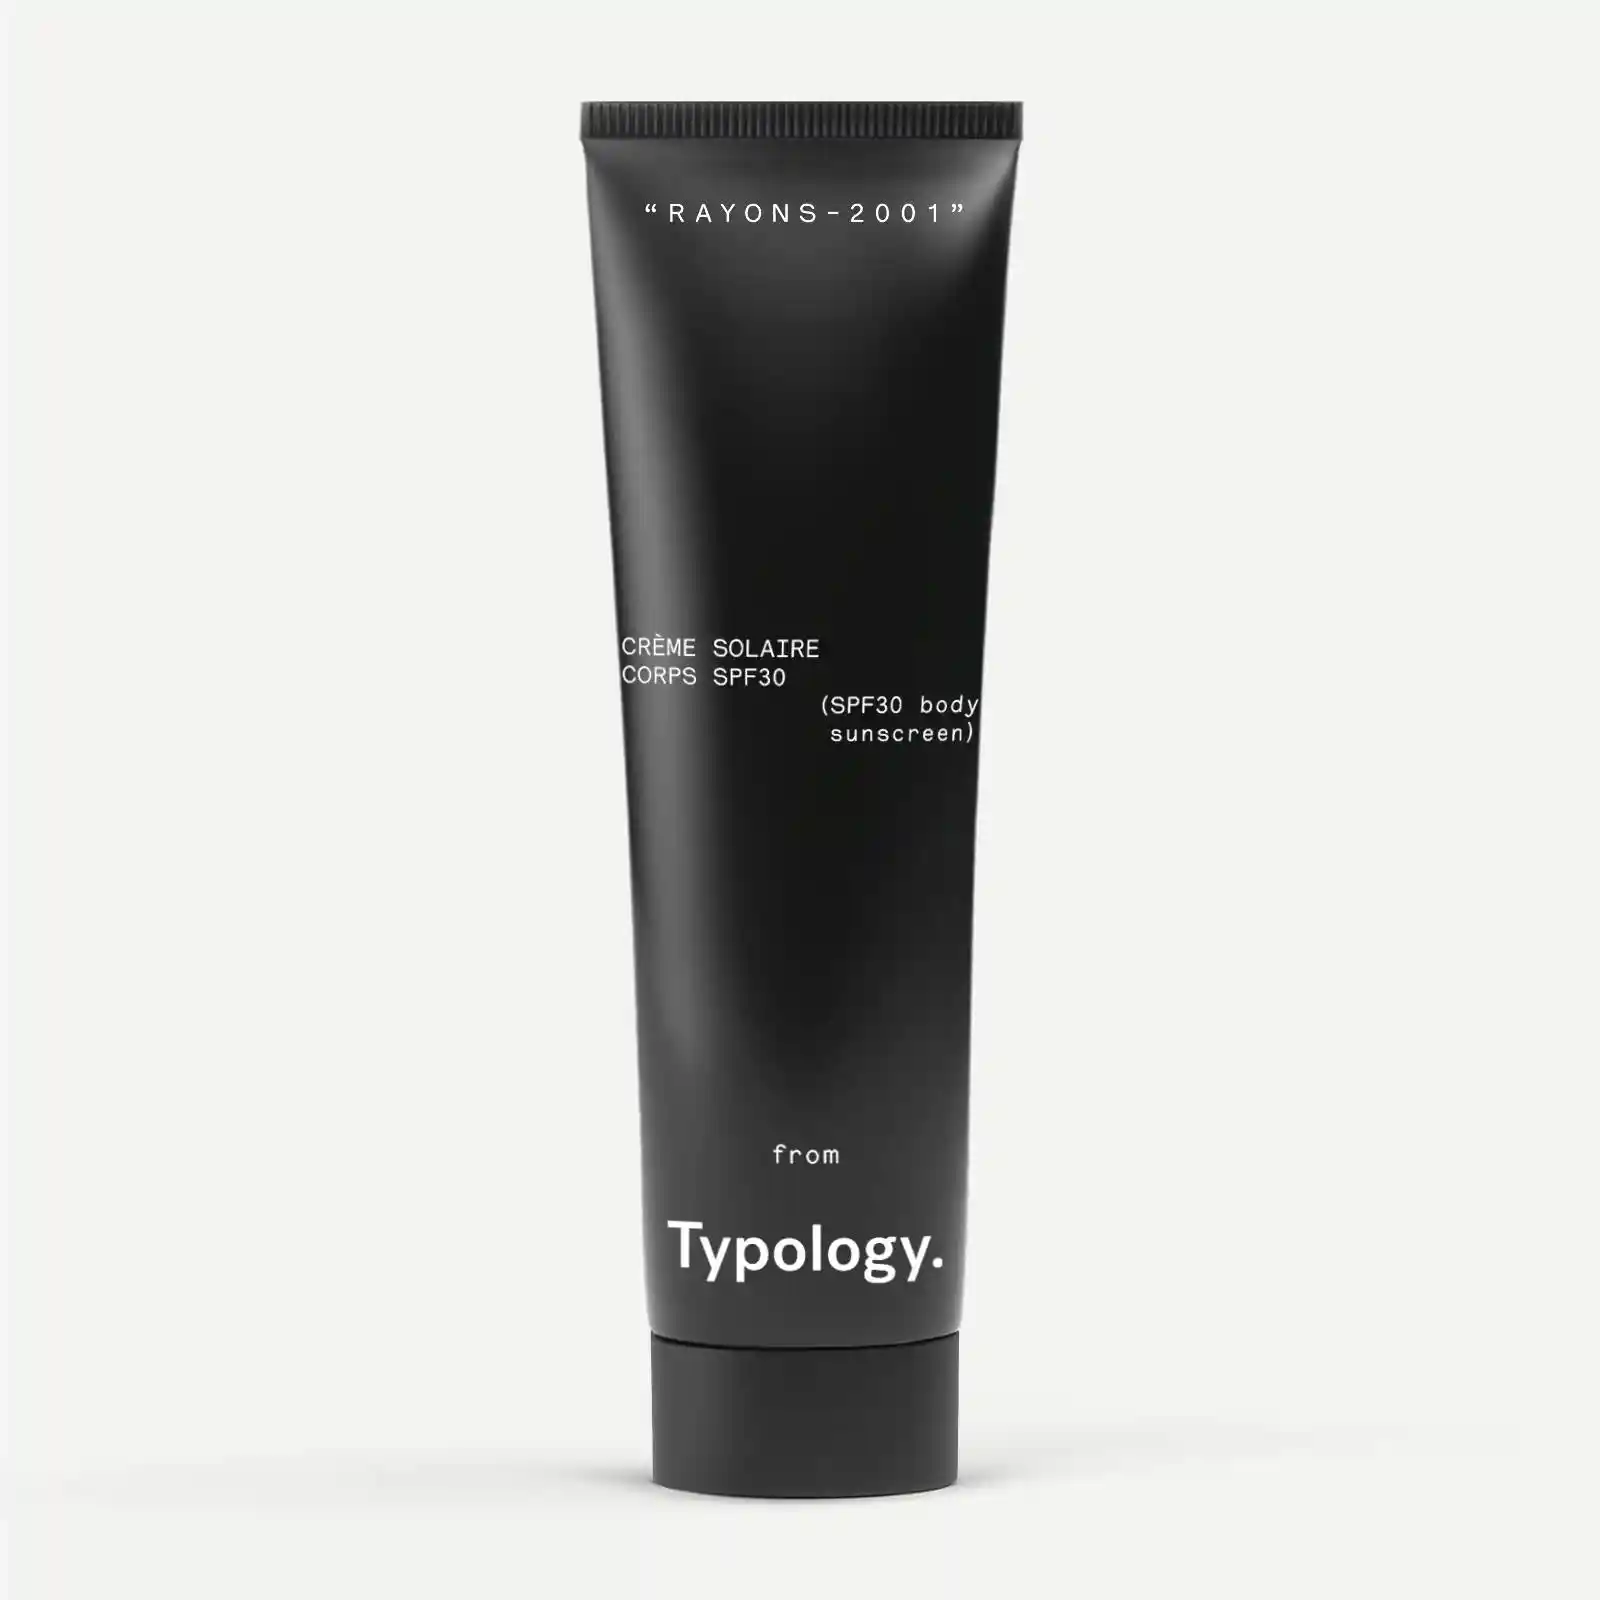 “RAYONS-2001”
CRÈME SOLAIRE
CORPS SPF30
(SPF30 body
sunscreen)
from
Typology.